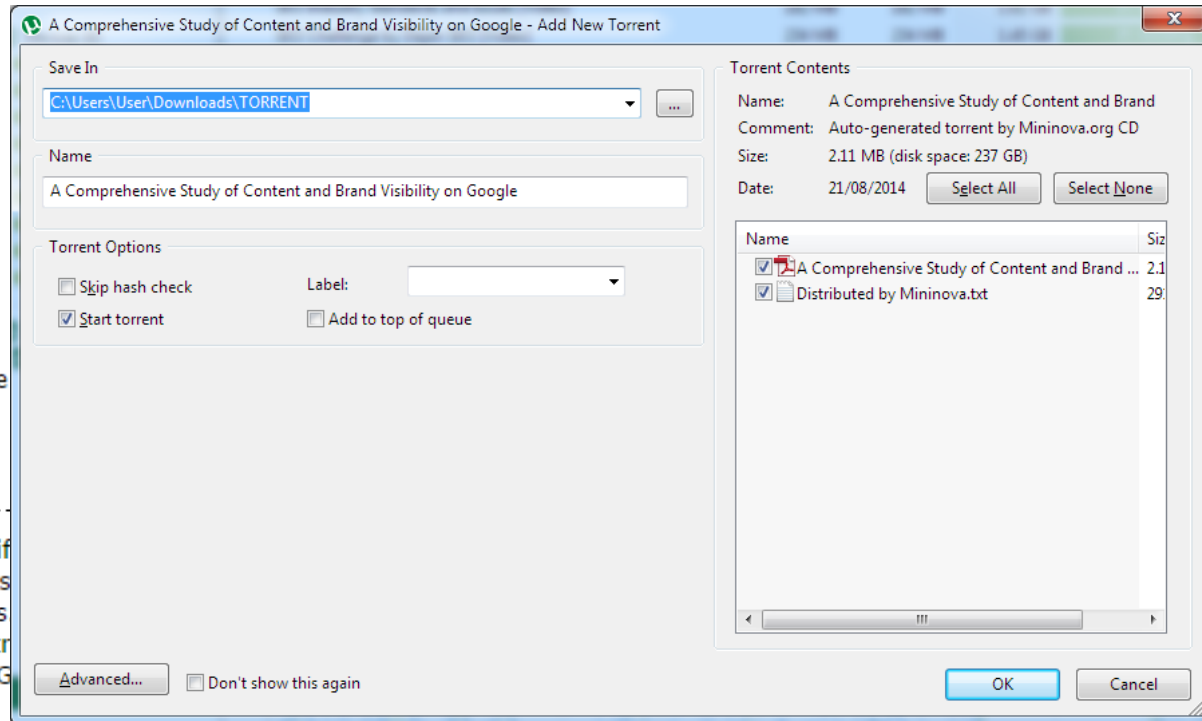 A Comprehensive Study of Content and Brand Visibility on Google - Add New Torrent
Save In
C:\Users\User\Downloads\TORRENT
...
Name
A Comprehensive Study of Content and Brand Visibility on Google
Torrent Options
Skip hash check
Label:
Start torrent
Add to top of queue
Torrent Contents
Name: A Comprehensive Study of Content and Brand
Comment: Auto-generated torrent by Mininova.org CD
Size: 2.11 MB (disk space: 237 GB)
Date: 21/08/2014 Select All Select None
Name Siz
A Comprehensive Study of Content and Brand ... 2.1
Distributed by Mininova.txt 29
Advanced...
Don't show this again
OK
Cancel